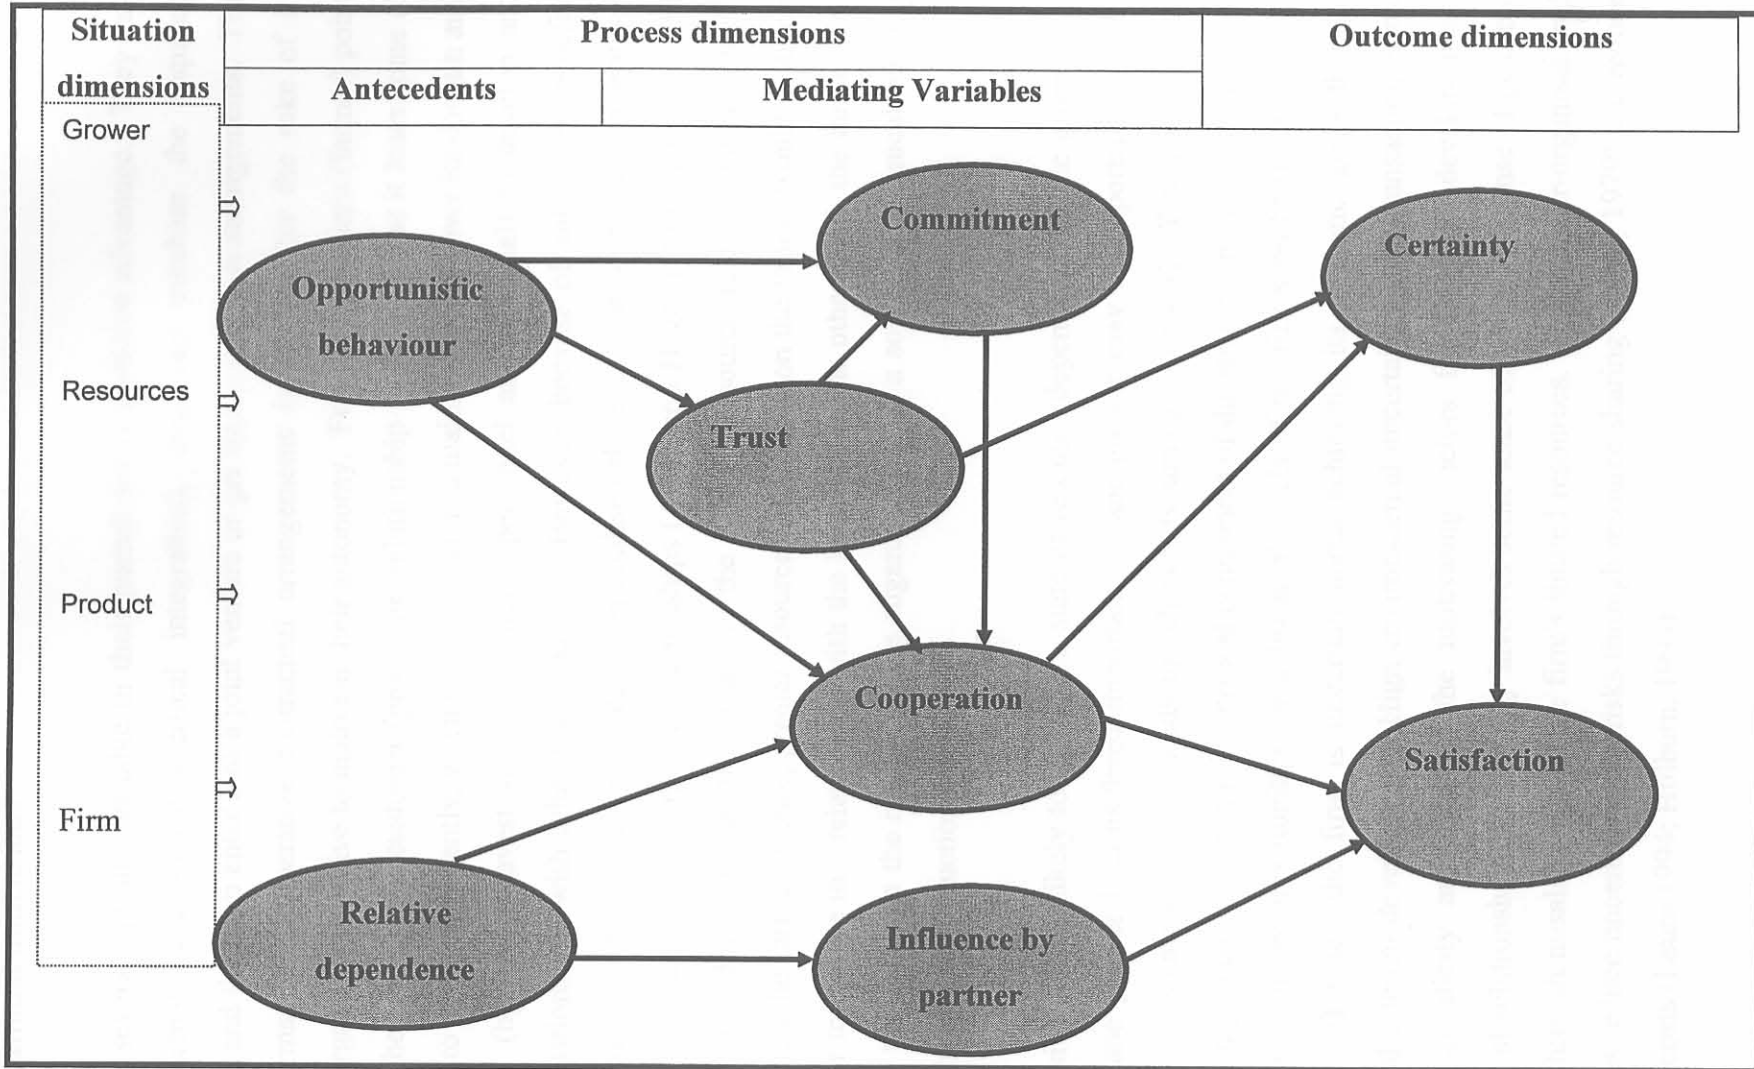 Situation
dimensions
Process dimensions
Outcome dimensions
Antecedents
Mediating Variables
Grower
Resources
Product
Firm
Opportunistic
behaviour
Commitment
Trust
Cooperation
Relative
dependence
Influence by
partner
Certainty
Satisfaction